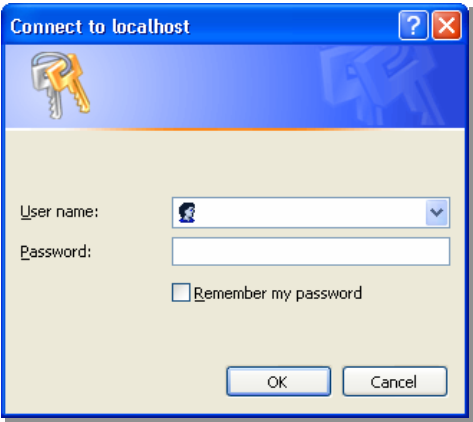 Connect to localhost
User name:
Password:
Remember my password
OK Cancel